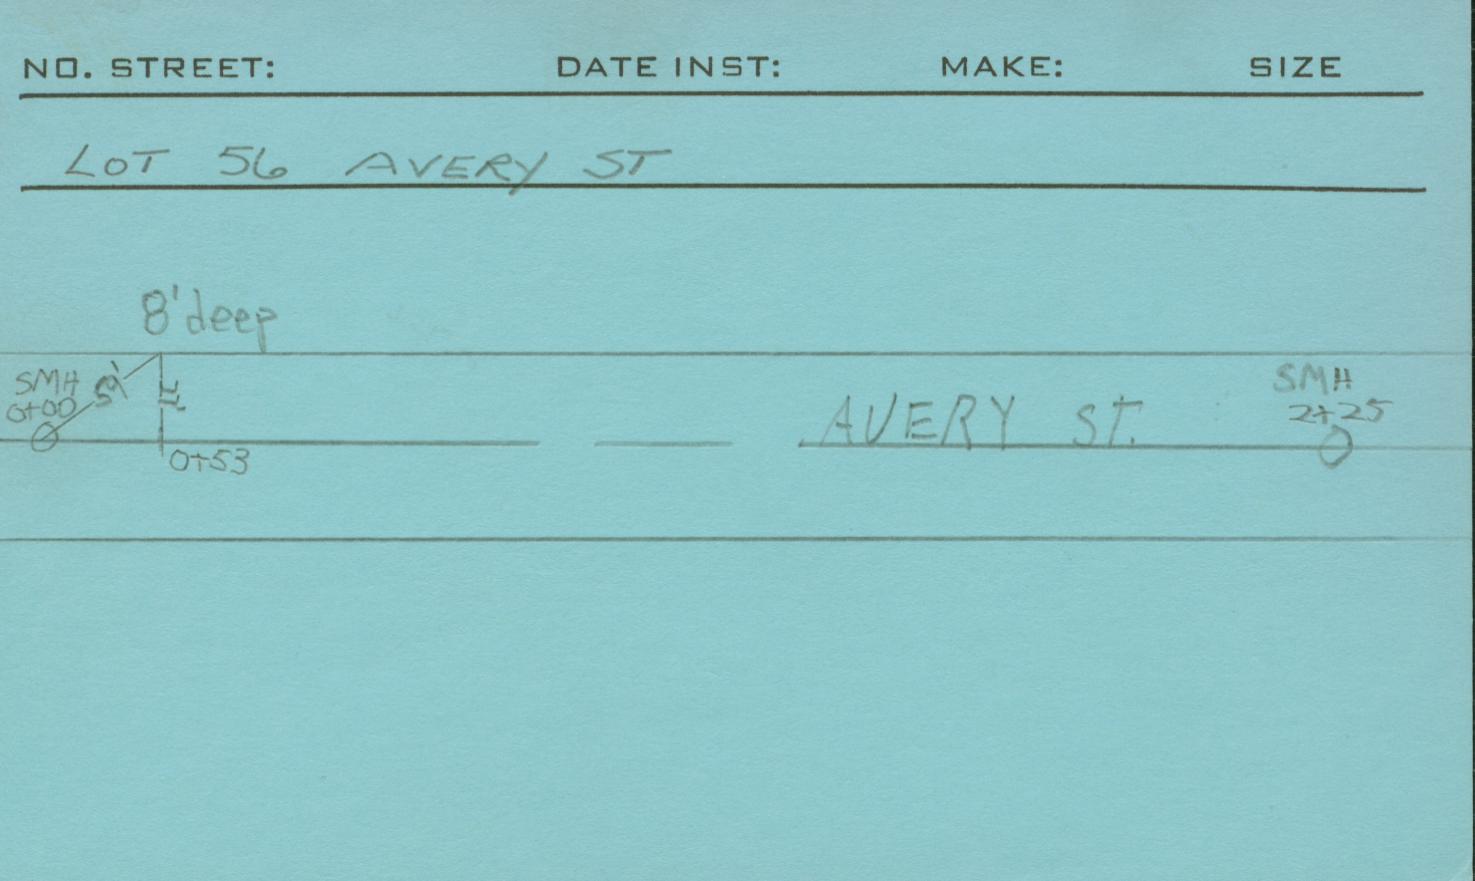 NO. STREET: DATE INST: MAKE: SIZE
LOT 56 AVERY ST
8' deep
SMH
0+00
0+53
AVERY ST.
SMH
2+25